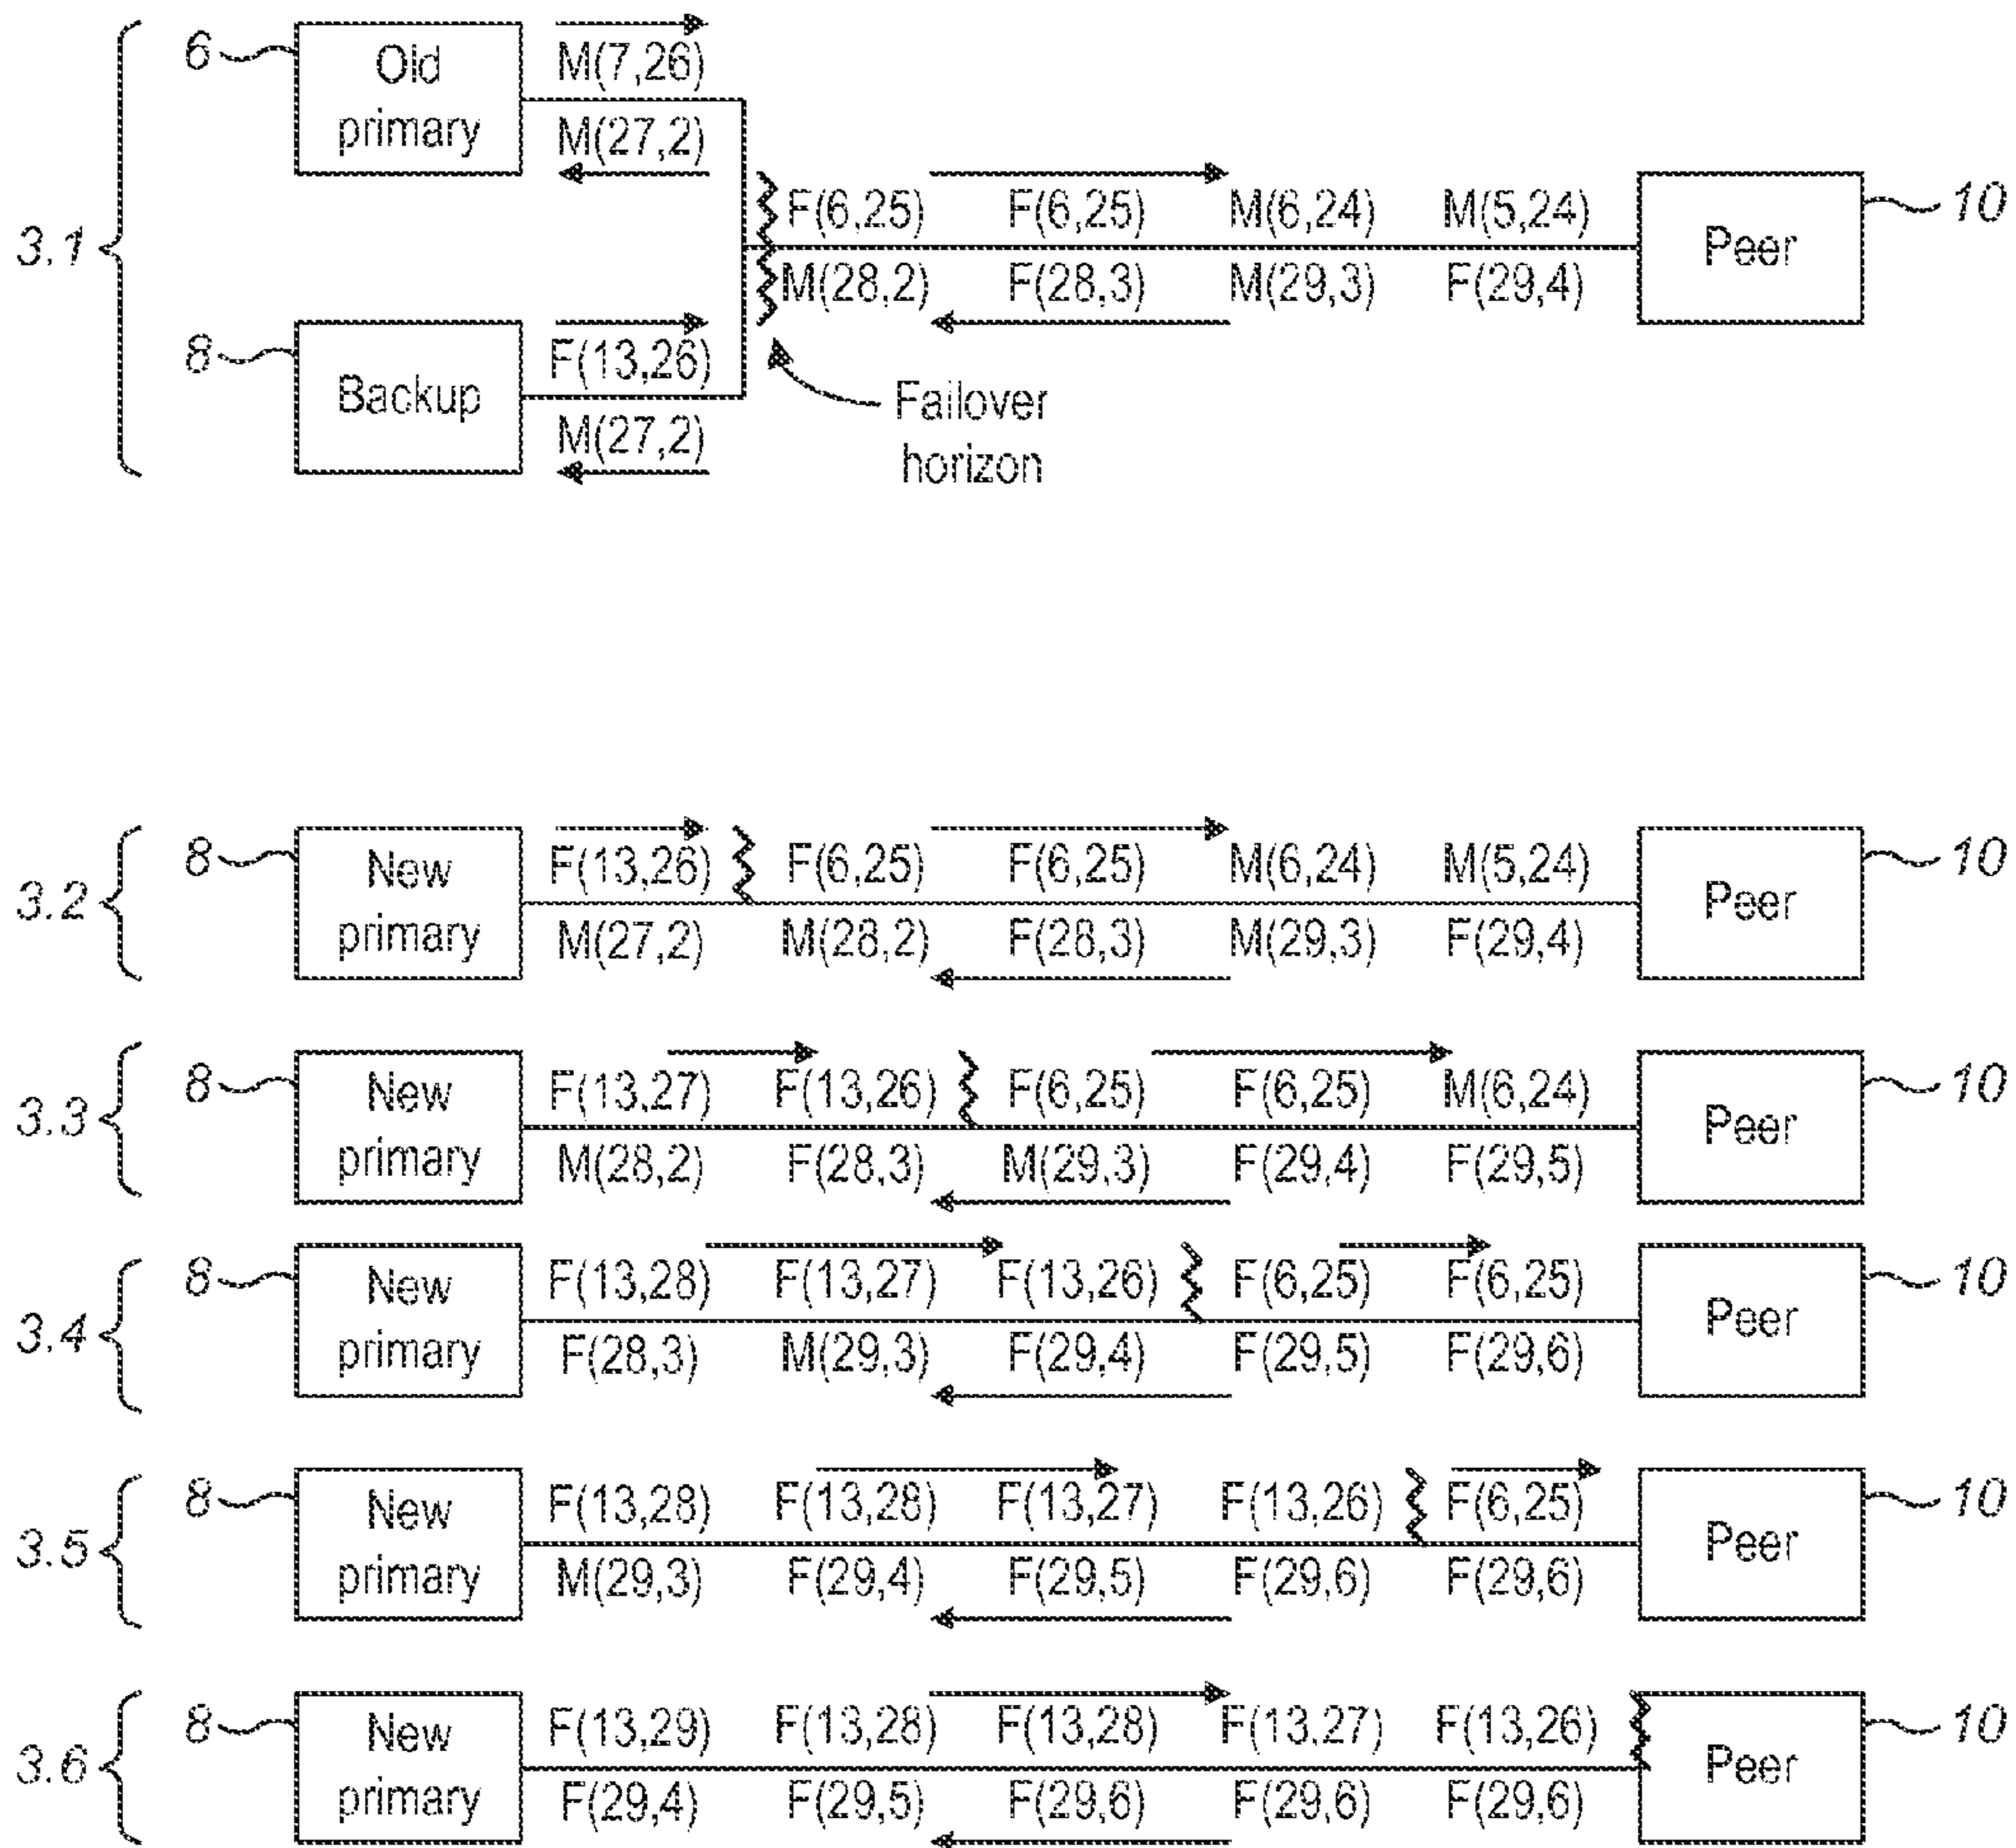 3.1
6
Old
primary
M(7,26)
M(27,2)
F(6,25) F(6,25) M(6,24) M(5,24)
M(28,2) F(28,3) M(29,3) F(29,4)
Peer
10
8
Backup
F(13,26)
M(27,2)
Failover
horizon
3.2
8
New
primary
F(13,26) F(6,25) F(6,25) M(6,24) M(5,24)
M(27,2) M(28,2) F(28,3) M(29,3) F(29,4)
Peer
10
3.3
8
New
primary
F(13,27) F(13,26) F(6,25) F(6,25) M(6,24)
M(28,2) F(28,3) M(29,3) F(29,4) F(29,5)
Peer
10
3.4
8
New
primary
F(13,28) F(13,27) F(13,26) F(6,25) F(6,25)
F(28,3) M(29,3) F(29,4) F(29,5) F(29,6)
Peer
10
3.5
8
New
primary
F(13,28) F(13,28) F(13,27) F(13,26) F(6,25)
M(29,3) F(29,4) F(29,5) F(29,6) F(29,6)
Peer
10
3.6
8
New
primary
F(13,29) F(13,28) F(13,28) F(13,27) F(13,26)
F(29,4) F(29,5) F(29,6) F(29,6) F(29,6)
Peer
10